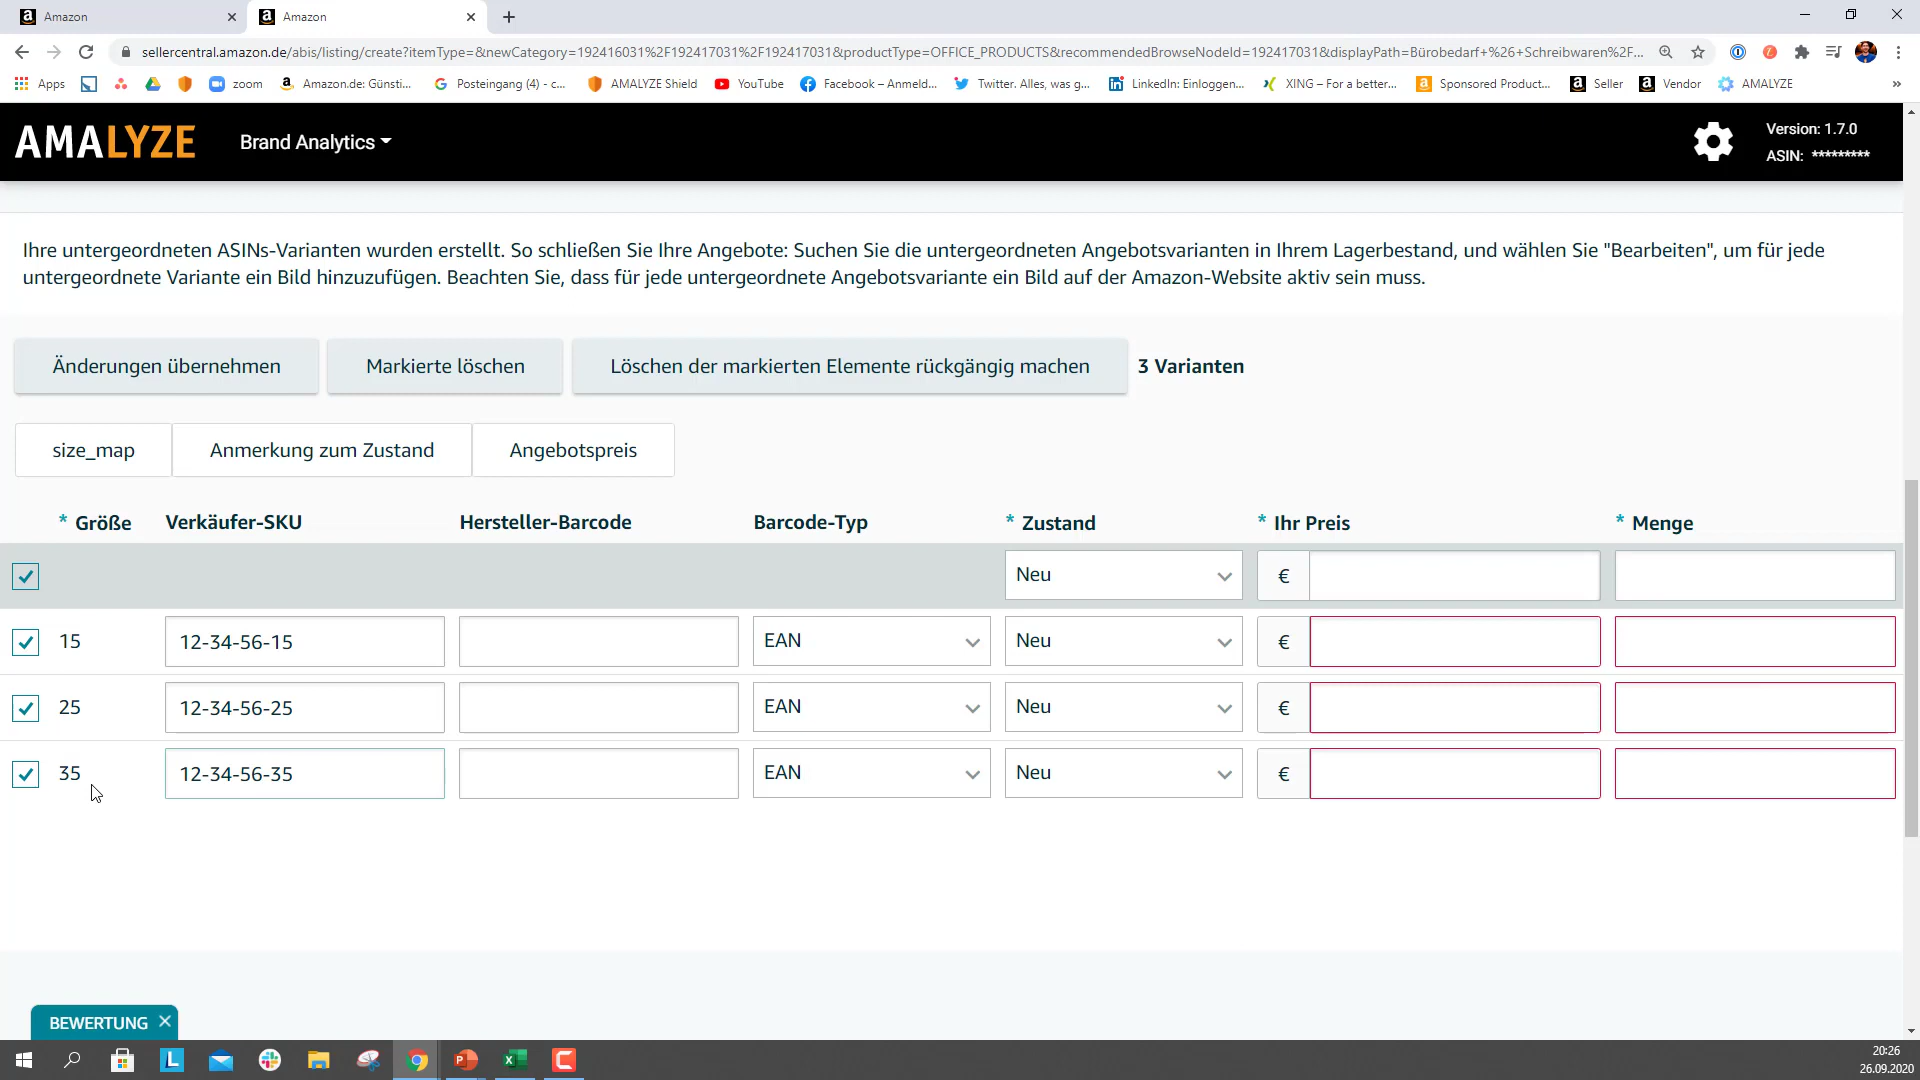 Amazon
Amazon
sellercentral.amazon.de/abis/listing/create?itemType=&newCategory=192416031%2F192417031%2F192417031&productType=OFFICE_PRODUCTS&recommendedBrowseNodeId=192417031&displayPath=Bürobedarf+%26+Schreibwaren%2F...
Apps
zoom
Amazon.de: Günsti...
Posteingang (4) - c...
AMALYZE Shield
YouTube
Facebook – Anmeld...
Twitter. Alles, was g...
LinkedIn: Einloggen...
XING – For a better...
Sponsored Product...
Seller
Vendor
AMALYZE
»
AMALYZE
Brand Analytics
Version: 1.7.0
ASIN: *********
Ihre untergeordneten ASINs-Varianten wurden erstellt. So schließen Sie Ihre Angebote: Suchen Sie die untergeordneten Angebotsvarianten in Ihrem Lagerbestand, und wählen Sie "Bearbeiten", um für jede
untergeordnete Variante ein Bild hinzuzufügen. Beachten Sie, dass für jede untergeordnete Angebotsvariante ein Bild auf der Amazon-Website aktiv sein muss.
Änderungen übernehmen Markierte löschen Löschen der markierten Elemente rückgängig machen 3 Varianten
size_map Anmerkung zum Zustand Angebotspreis
* Größe Verkäufer-SKU Hersteller-Barcode Barcode-Typ * Zustand * Ihr Preis * Menge
Neu €
15 12-34-56-15 EAN Neu €
25 12-34-56-25 EAN Neu €
35 12-34-56-35 EAN Neu €
BEWERTUNG
20:26
26.09.2020